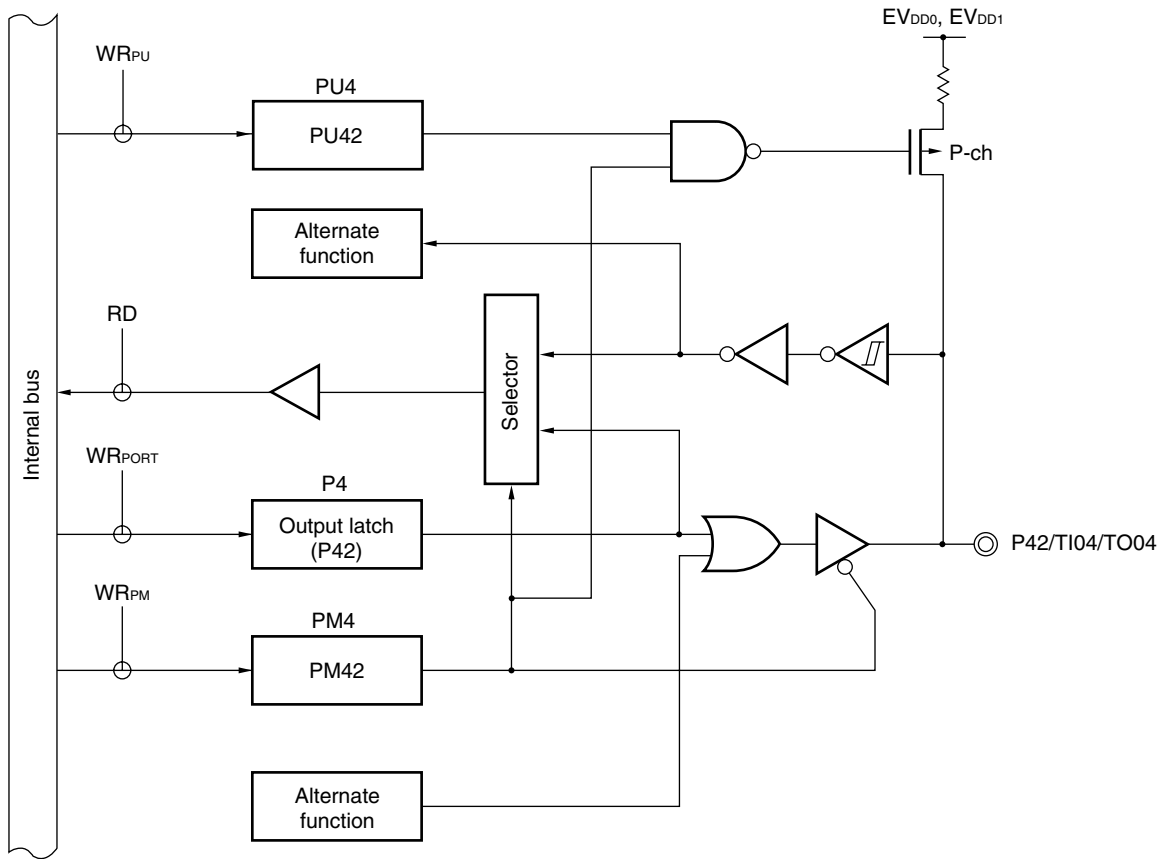 EVDD0, EVDD1
WRPU
PU4
PU42
P-ch
Alternate
function
RD
Selector
Internal bus
WRPORT
P4
Output latch
(P42)
P42/TI04/TO04
WRPM
PM4
PM42
Alternate
function